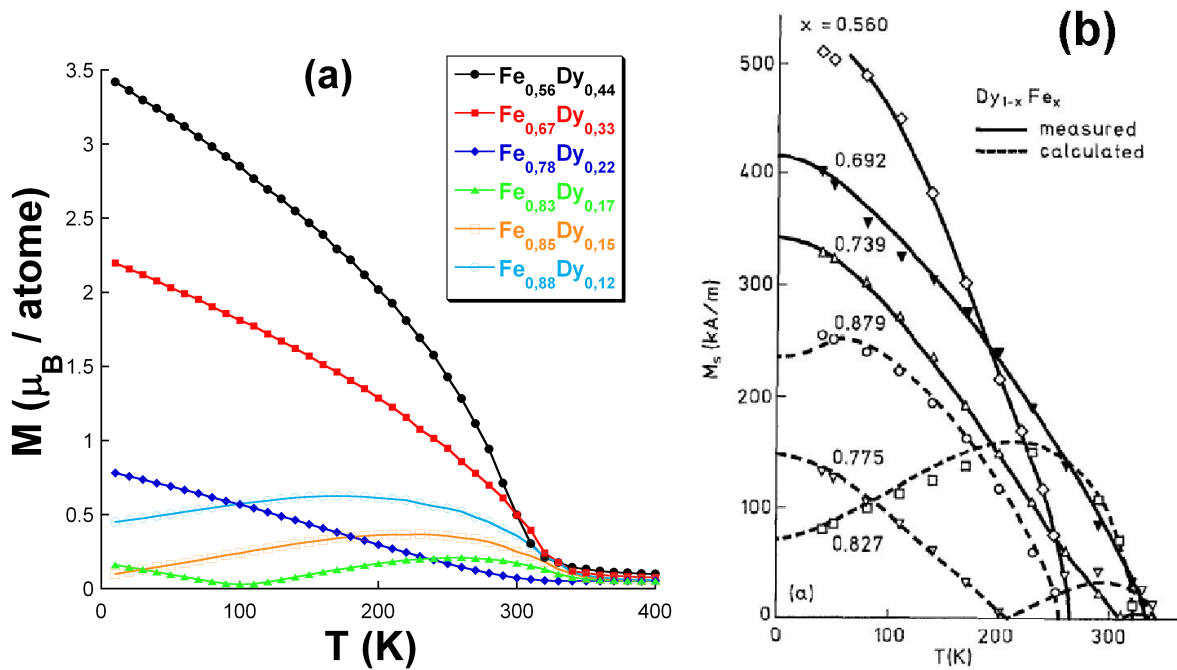 (a)
Fe0,56Dy0,44
Fe0,67Dy0,33
Fe0,78Dy0,22
Fe0,83Dy0,17
Fe0,85Dy0,15
Fe0,88Dy0,12
M (μB / atome)
3.5
3
2.5
2
1.5
1
0.5
0
0
100
200
300
400
T (K)
(b)
x = 0.560
Dy1-x Fex
measured
calculated
0.692
0.739
0.879
0.775
0.827
(a)
Ms (kA/m)
500
400
300
200
100
0
0
100
200
300
T(K)